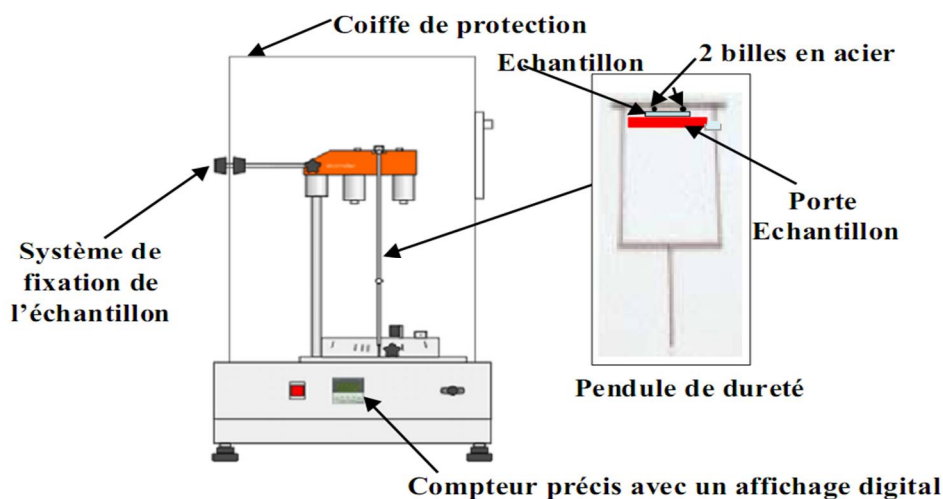 Coiffe de protection
2 billes en acier
Echantillon
Porte
Echantillon
Système de
fixation de
l'échantillon
Pendule de dureté
Compteur précis avec un affichage digital